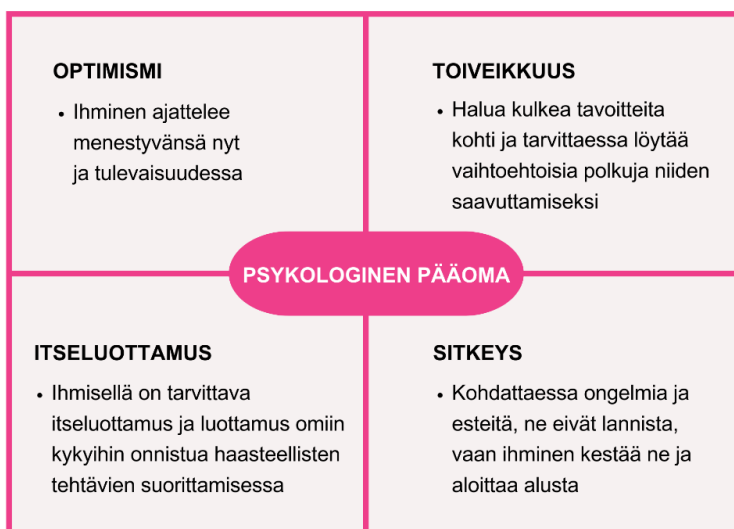 OPTIMISMI
• Ihminen ajattelee
menestyvänsä nyt
ja tulevaisuudessa
TOIVEIKKUUS
• Halua kulkea tavoitteita
kohti ja tarvittaessa löytää
vaihtoehtoisia polkuja niiden
saavuttamiseksi
PSYKOLOGINEN PÄÄOMA
ITSELUOTTAMUS
• Ihmisellä on tarvittava
itseluottamus ja luottamus omiin
kykyihin onnistua haasteellisten
tehtävien suorittamisessa
SITKEYS
• Kohdattaessa ongelmia ja
esteitä, ne eivät lannista,
vaan ihminen kestää ne ja
aloittaa alusta